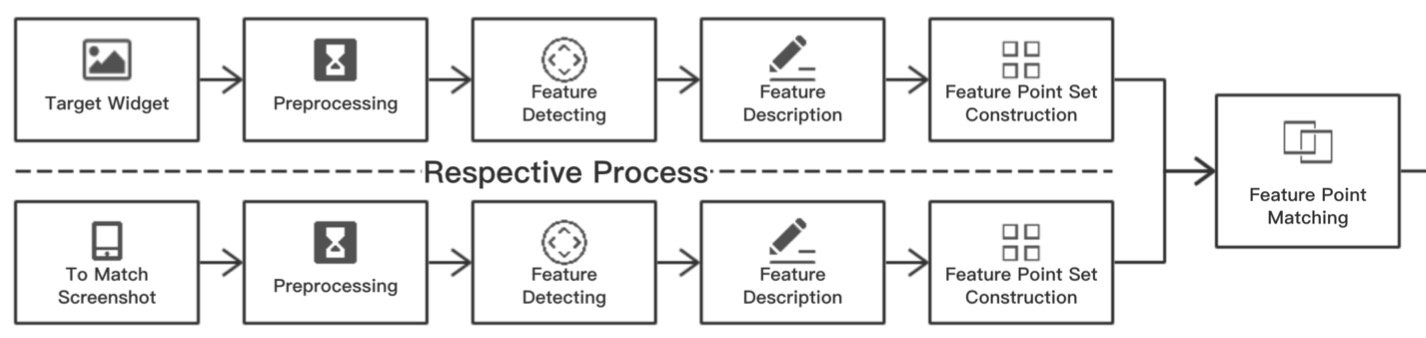 Target Widget
Preprocessing
Feature
Detecting
Feature
Description
Feature Point Set
Construction
Respective Process
To Match
Screenshot
Preprocessing
Feature
Detecting
Feature
Description
Feature Point Set
Construction
Feature Point
Matching